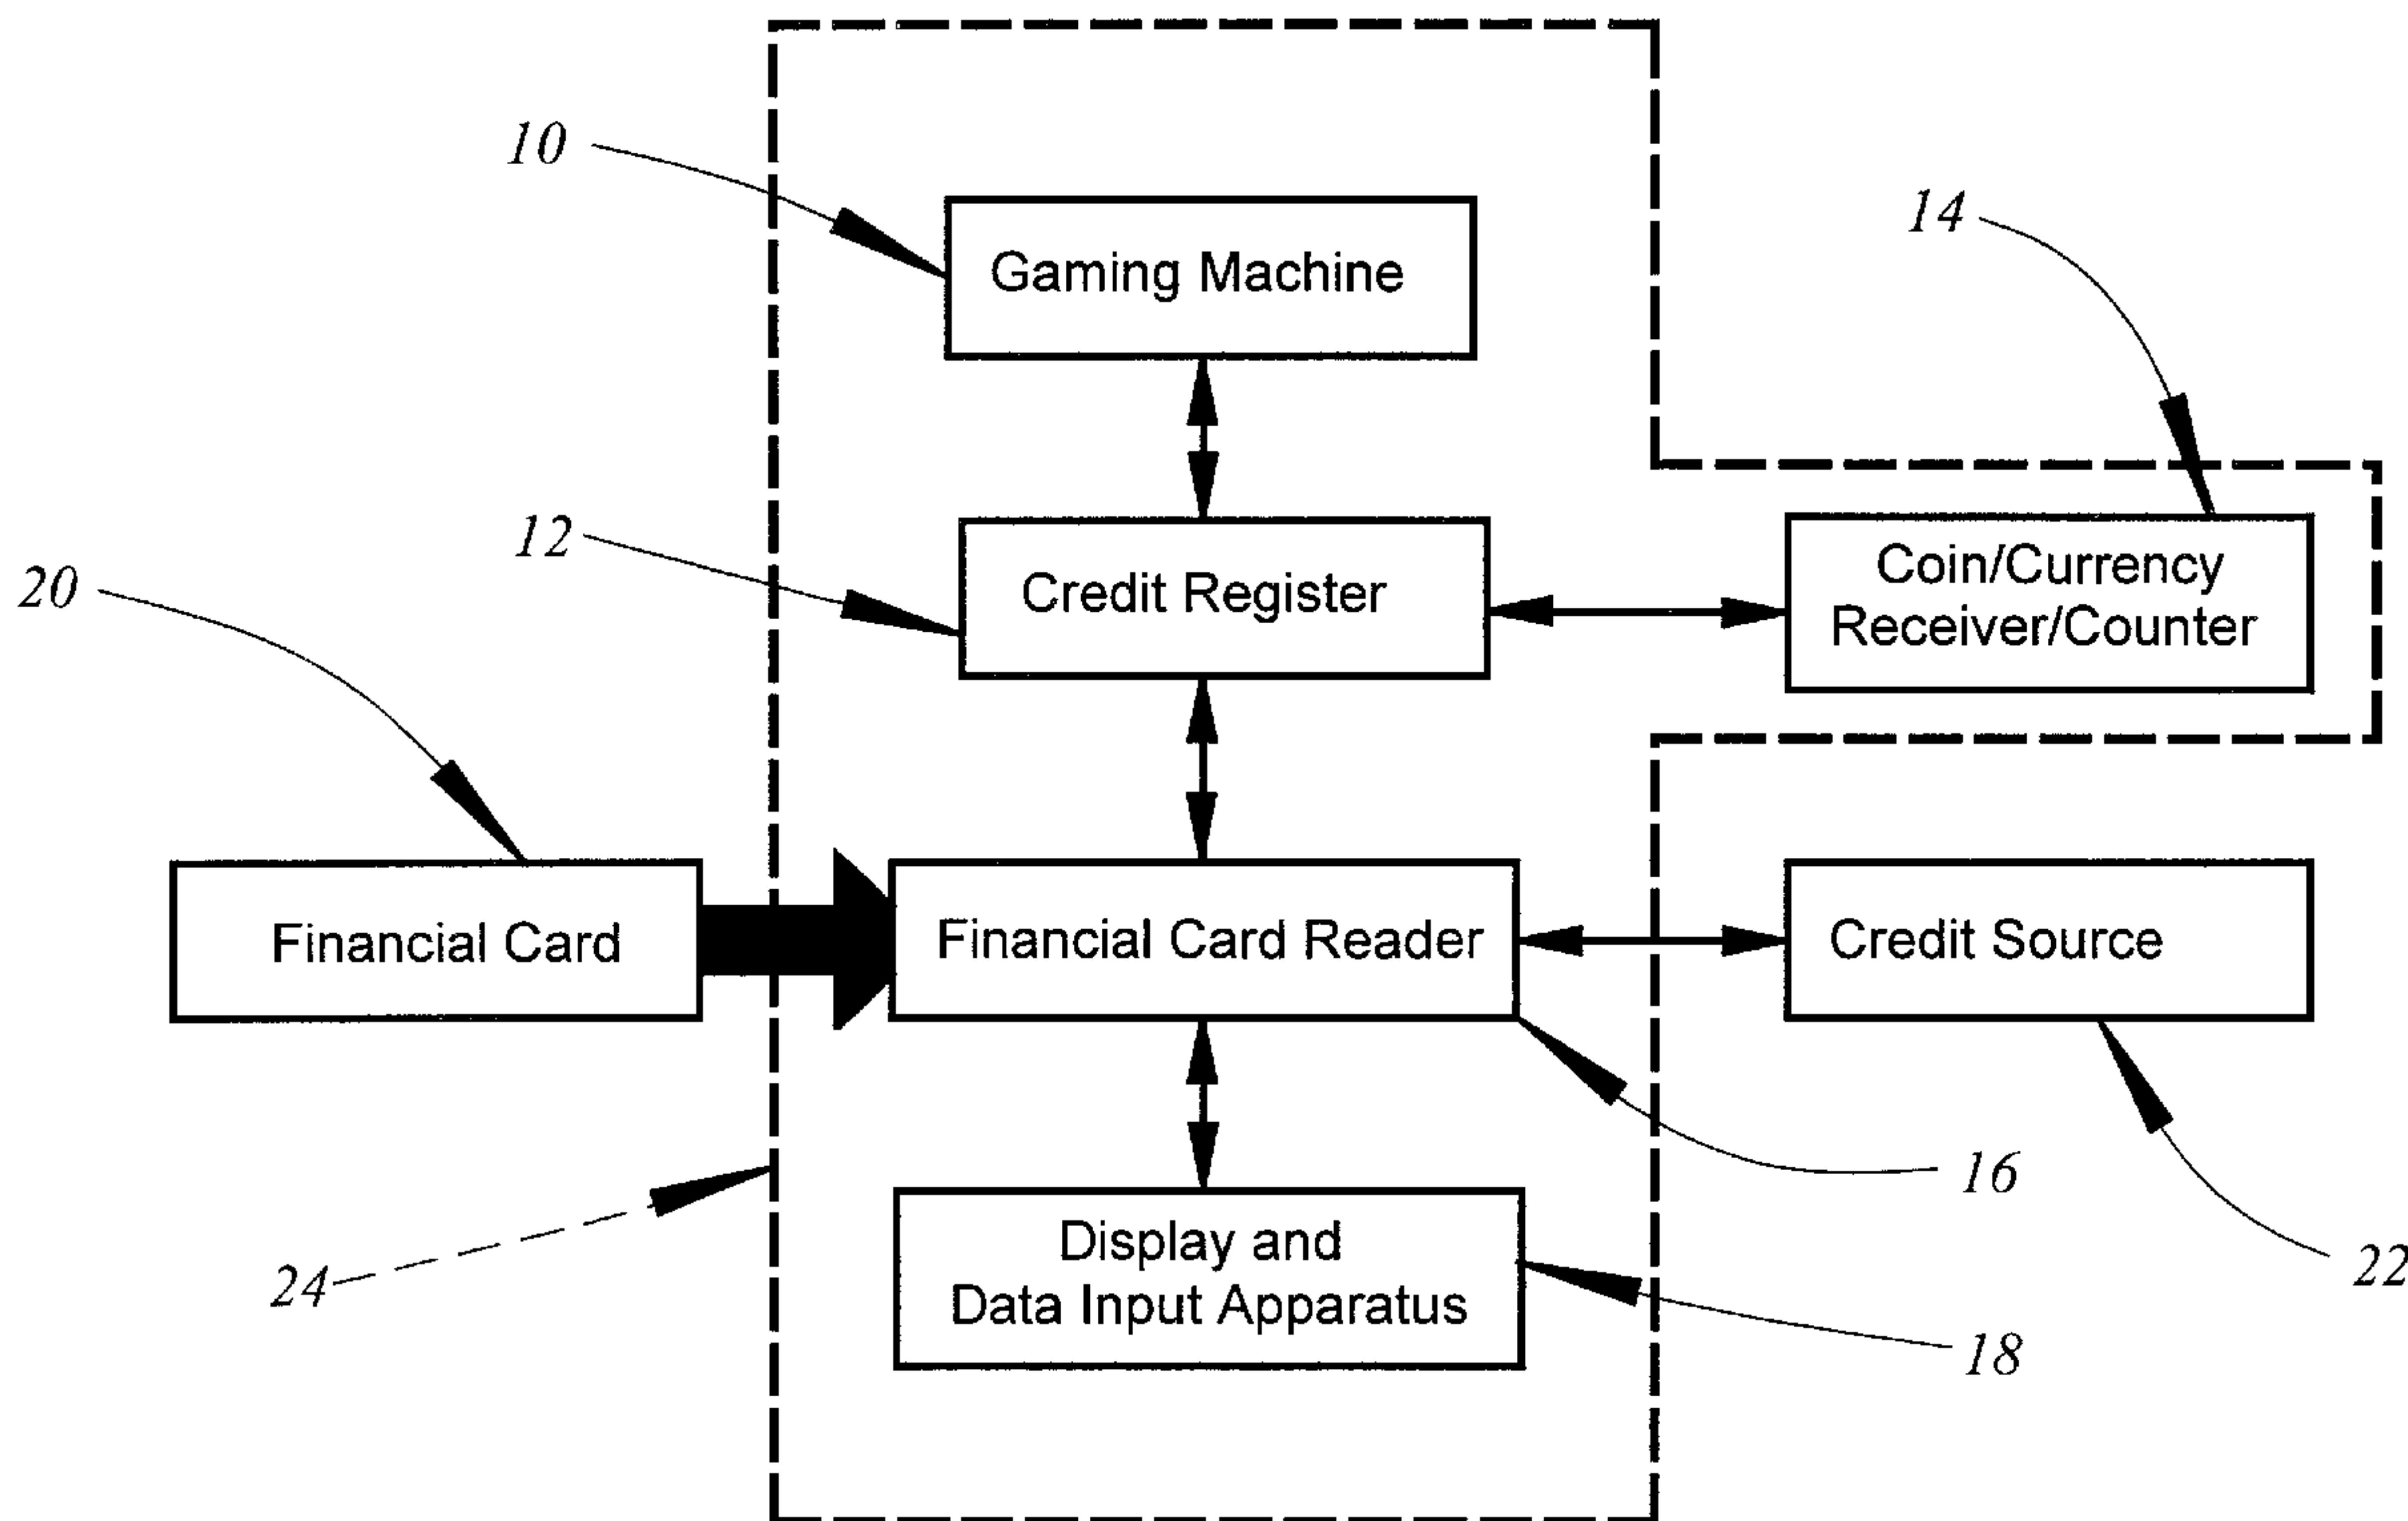 10
Gaming Machine
14
12
Credit Register
Coin/Currency
Receiver/Counter
20
Financial Card
Financial Card Reader
Credit Source
16
Display and
Data Input Apparatus
24
22
18